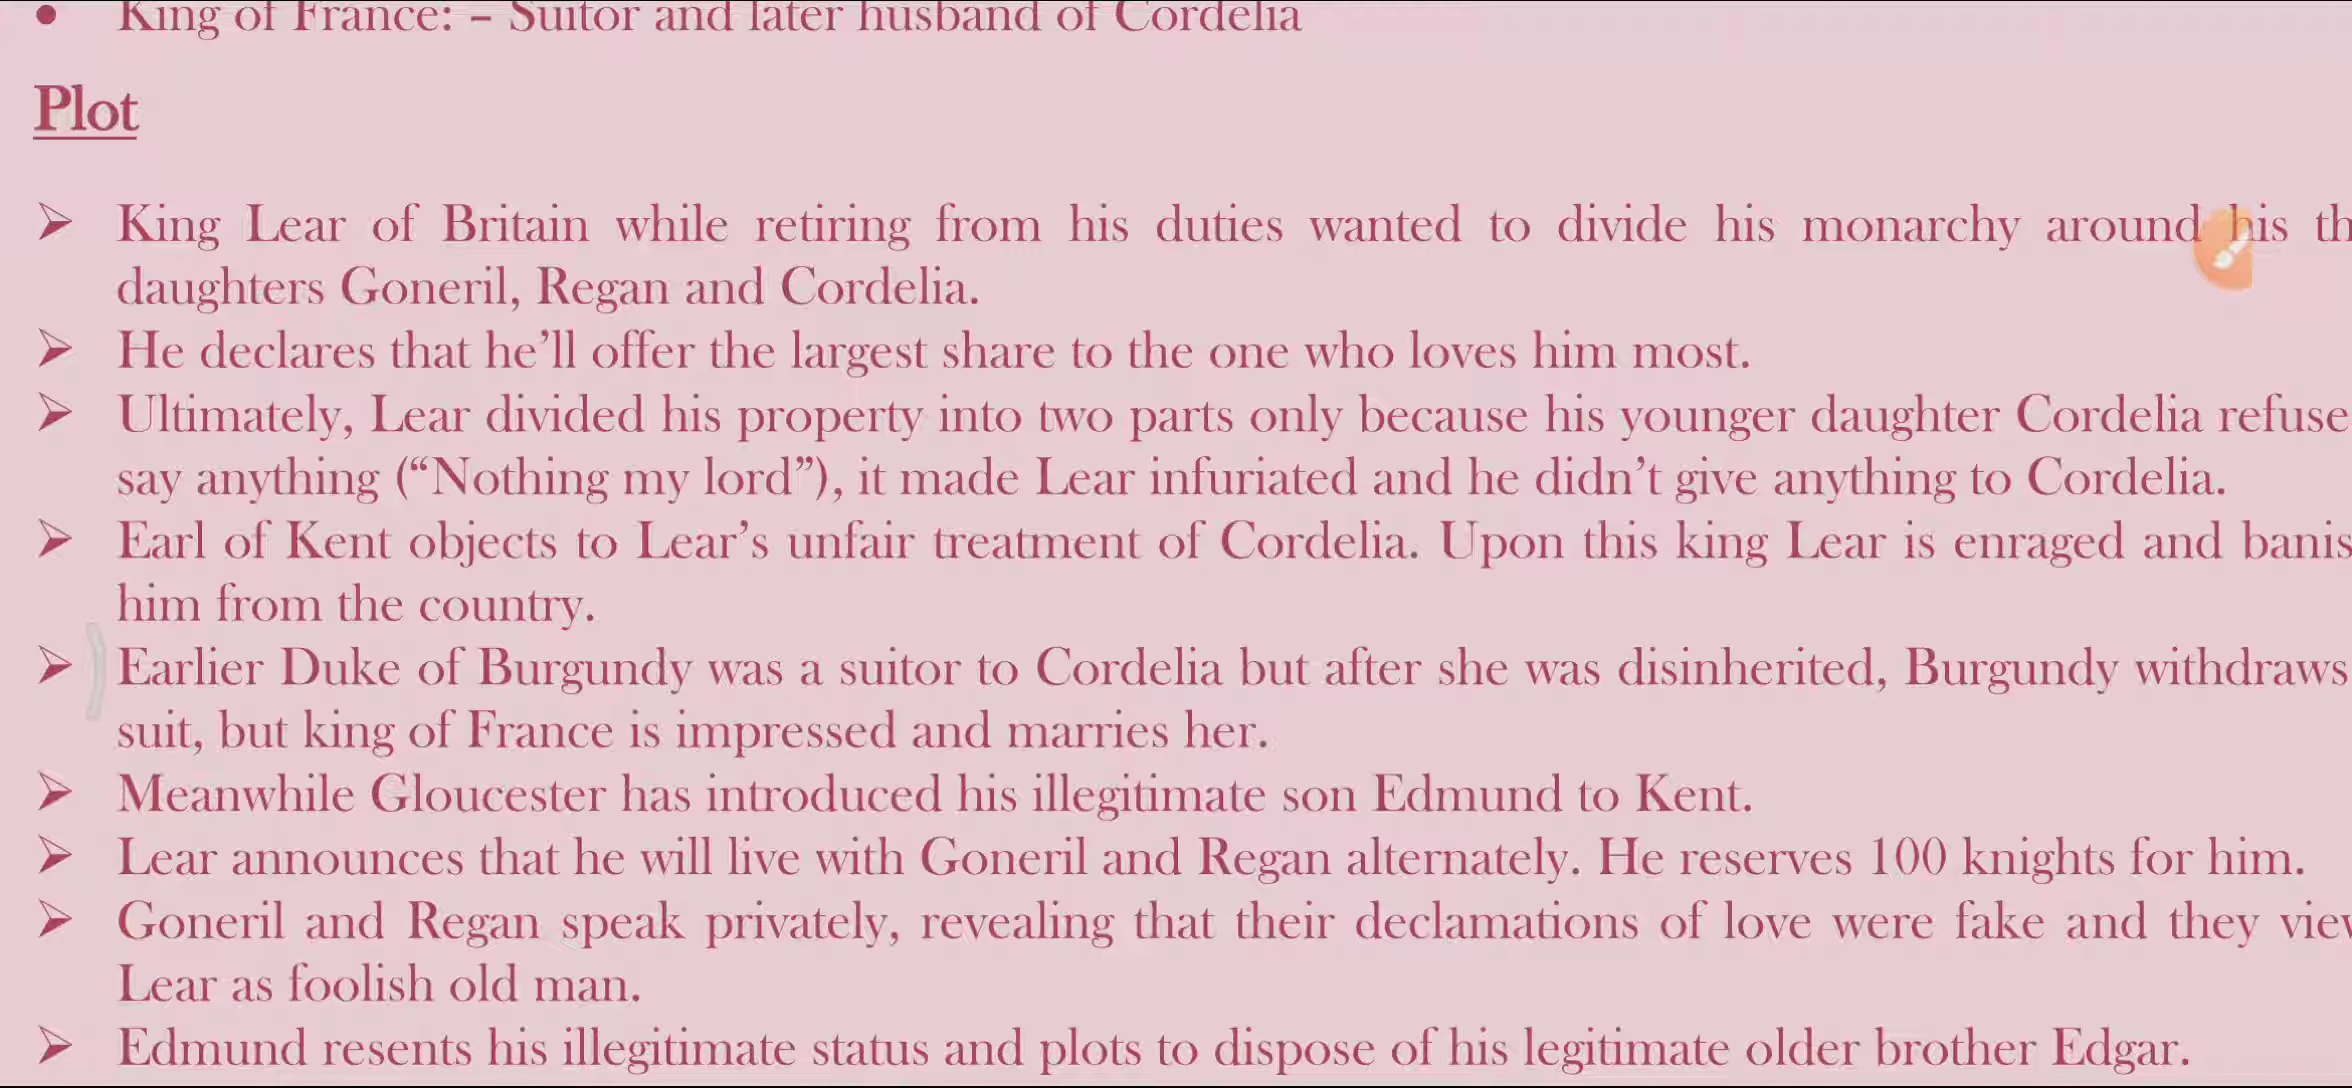 • King of France: – Suitor and later husband of Cordelia
Plot
➢ King Lear of Britain while retiring from his duties wanted to divide his monarchy around his
daughters Goneril, Regan and Cordelia.
➢ He declares that he'll offer the largest share to the one who loves him most.
➢ Ultimately, Lear divided his property into two parts only because his younger daughter Cordelia
say anything (“Nothing my lord”), it made Lear infuriated and he didn't give anything to Cordelia.
➢ Earl of Kent objects to Lear's unfair treatment of Cordelia. Upon this king Lear is enraged and
him from the country.
➢ Earlier Duke of Burgundy was a suitor to Cordelia but after she was disinherited, Burgundy withdraws
suit, but king of France is impressed and marries her.
➢ Meanwhile Gloucester has introduced his illegitimate son Edmund to Kent.
➢ Lear announces that he will live with Goneril and Regan alternately. He reserves 100 knights for him.
➢ Goneril and Regan speak privately, revealing that their declamations of love were fake and they
Lear as foolish old man.
➢ Edmund resents his illegitimate status and plots to dispose of his legitimate older brother Edgar.